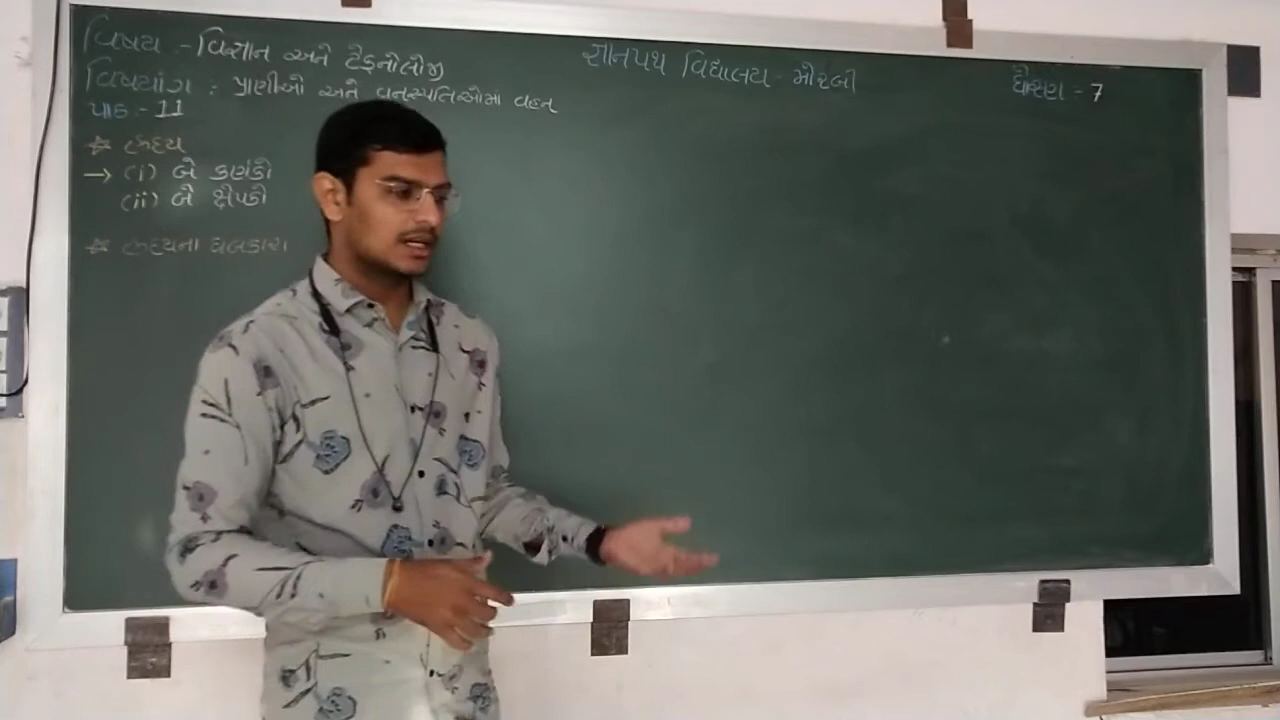 વિષય :- વિજ્ઞાન અને ટેકનોલોજી
જ્ઞાનપથ વિદ્યાલય - મોરબી
ધોરણ - 7
વિષયાંગ : પ્રાણીઓ અને વનસ્પતિઓમાં વહન
પાઠ - 11
* હૃદય
→ (i) બે કર્ણકો
(ii) બે ક્ષેપકો
* હૃદયના ધબકારા